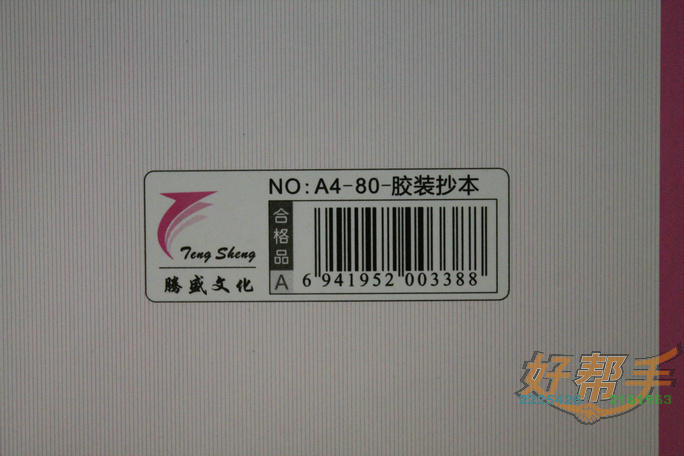 NO: A4-80-胶装抄本
Teng Sheng
腾盛文化
合格品
A
6 941952 003388
好帮手